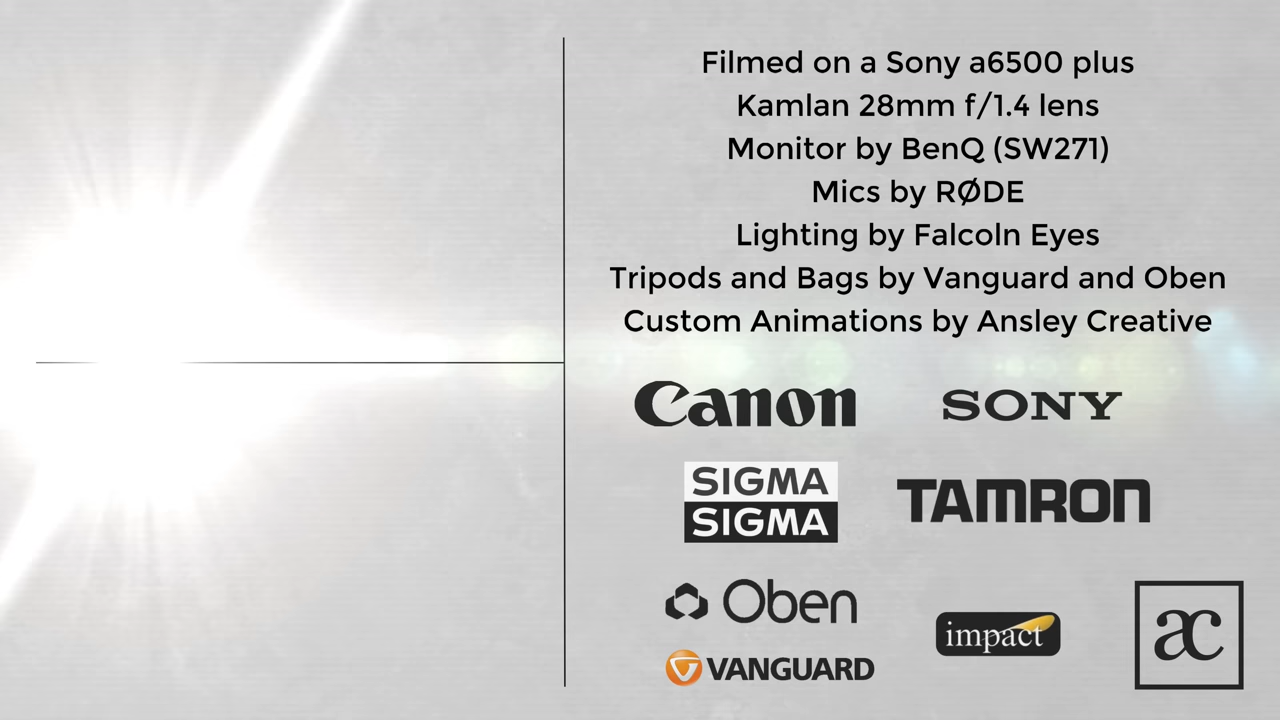 Filmed on a Sony a6500 plus
Kamlan 28mm f/1.4 lens
Monitor by BenQ (SW271)
Mics by RØDE
Lighting by Falcoln Eyes
Tripods and Bags by Vanguard and Oben
Custom Animations by Ansley Creative
Canon
SONY
SIGMA
SIGMA
TAMRON
Oben
impact
VANGUARD
ac